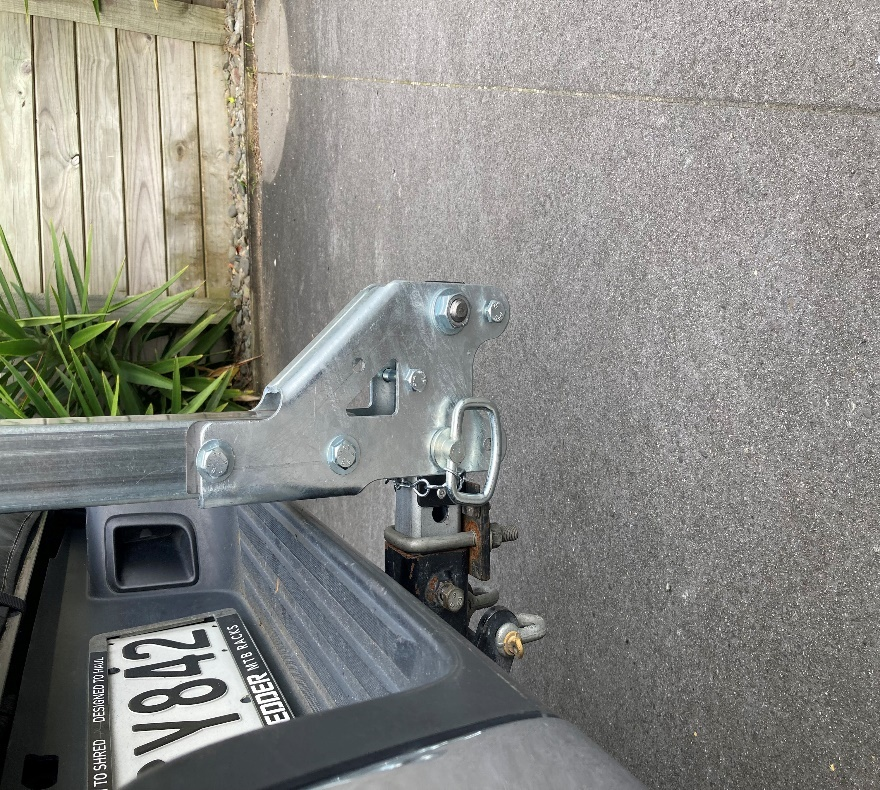 TO SHRED DESIGNED TO HAUL
Y842
EDDER MTB RACKS